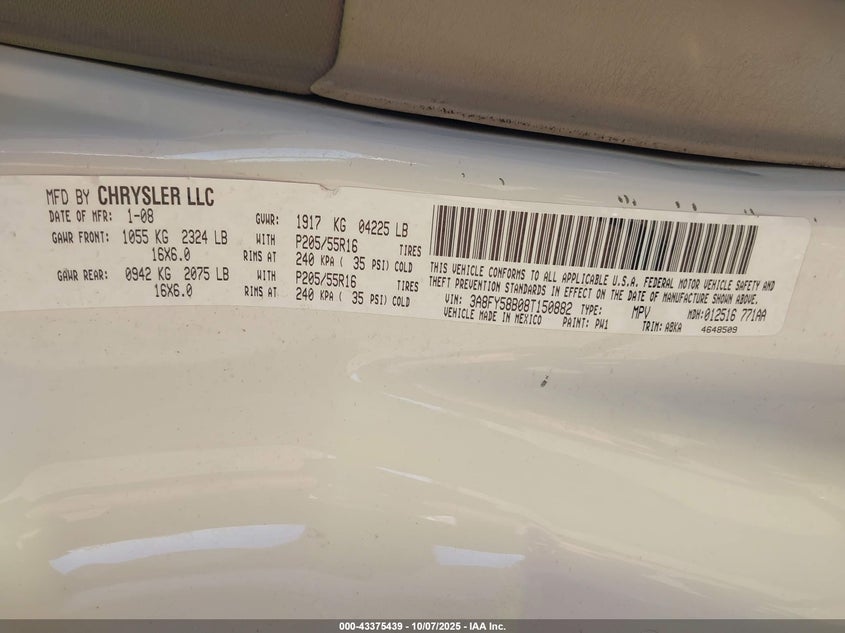 MFD BY CHRYSLER LLC
DATE OF MFR: 1-08 GVWR: 1917 KG 04225 LB
GAWR FRONT: 1055 KG 2324 LB WITH P205/55R16 TIRES
16X6.0 RIMS AT 240 KPA ( 35 PSI) COLD
GAWR REAR: 0942 KG 2075 LB WITH P205/55R16 TIRES
16X6.0 RIMS AT 240 KPA ( 35 PSI) COLD
THIS VEHICLE CONFORMS TO ALL APPLICABLE U.S.A. FEDERAL MOTOR VEHICLE SAFETY AND
THEFT PREVENTION STANDARDS IN EFFECT ON THE DATE OF MANUFACTURE SHOWN ABOVE.
VIN: 3A8FY58B08T150882 TYPE: MPV MDH:012516 771AA
VEHICLE MADE IN MEXICO PAINT: PW1 TRIM: A8KA 4648509
000-43375439 - 10/07/2025 - IAA Inc.